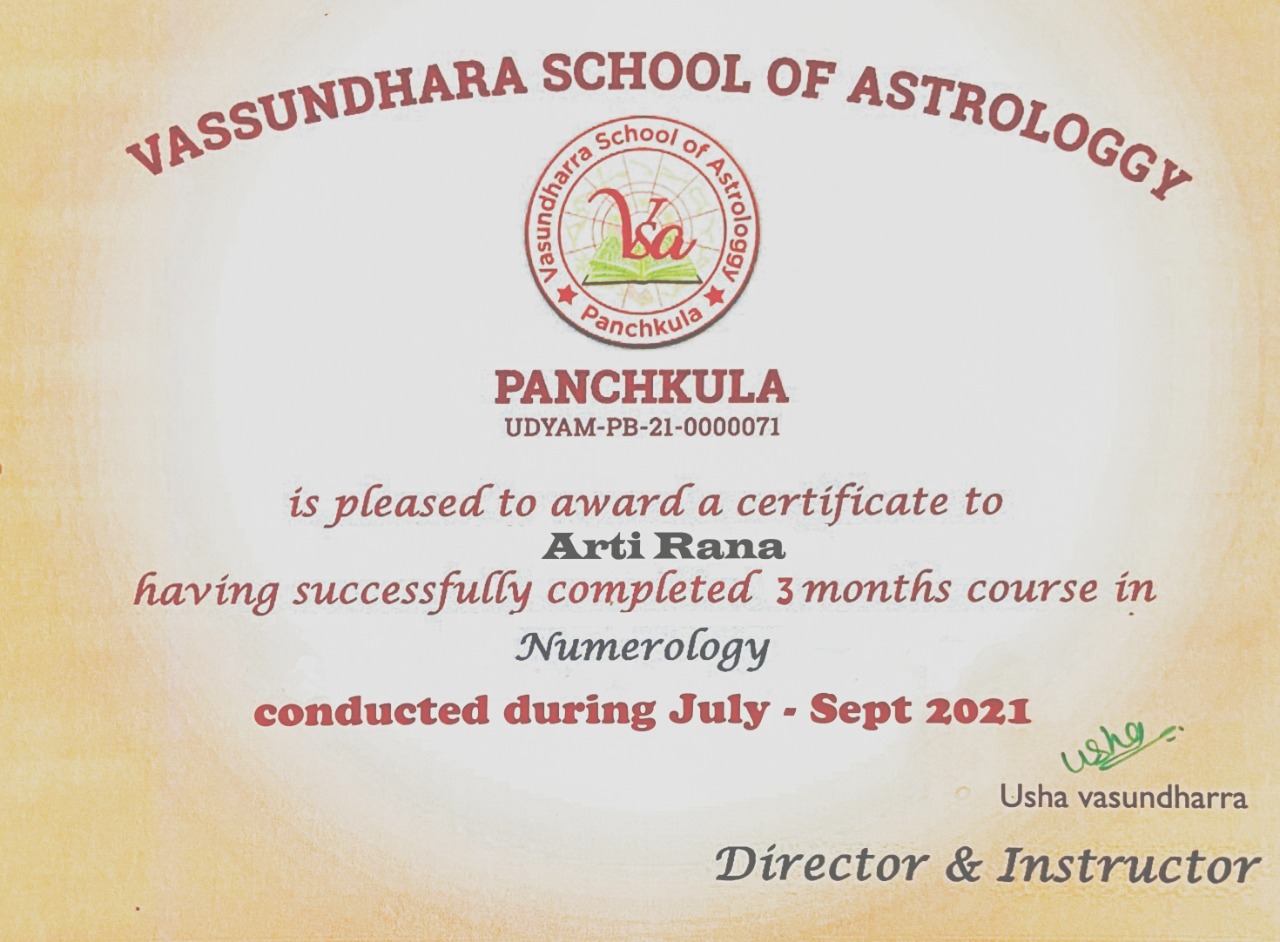 VASSUNDHARA SCHOOL OF ASTROLOGGY
Vasundharra School of Astrologgy
Vsa
Panchkula
PANCHKULA
UDYAM-PB-21-0000071
is pleased to award a certificate to
Arti Rana
having successfully completed 3 months course in
Numerology
conducted during July - Sept 2021
Usha
Usha vasundharra
Director & Instructor